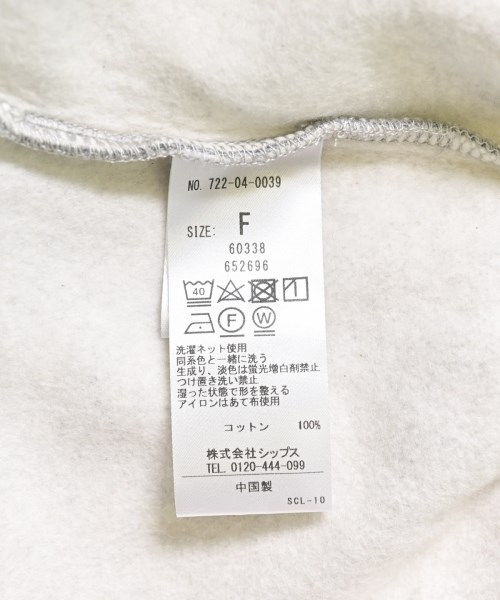 NO. 722-04-0039
SIZE: F
60338
652696
40
F W
洗濯ネット使用
同系色と一緒に洗う
生成り、淡色は蛍光増白剤禁止
つけ置き洗い禁止
湿った状態で形を整える
アイロンはあて布使用
コットン 100%
株式会社シップス
TEL. 0120-444-099
中国製
SCL-10